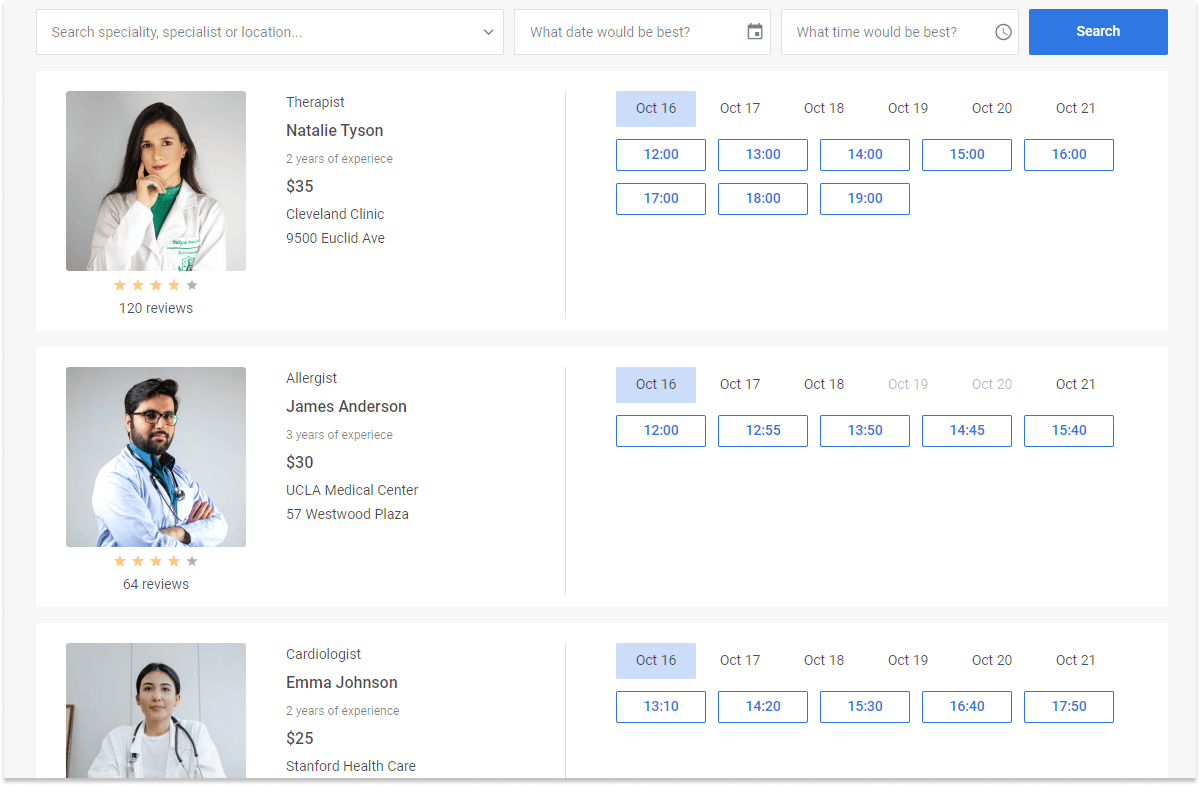 Search speciality, specialist or location...
What date would be best?
What time would be best?
Search
Therapist
Natalie Tyson
2 years of experiece
$35
Cleveland Clinic
9500 Euclid Ave
120 reviews
Oct 16 Oct 17 Oct 18 Oct 19 Oct 20 Oct 21
12:00 13:00 14:00 15:00 16:00
17:00 18:00 19:00
Allergist
James Anderson
3 years of experiece
$30
UCLA Medical Center
57 Westwood Plaza
64 reviews
Oct 16 Oct 17 Oct 18 Oct 19 Oct 20 Oct 21
12:00 12:55 13:50 14:45 15:40
Cardiologist
Emma Johnson
2 years of experience
$25
Stanford Health Care
Oct 16 Oct 17 Oct 18 Oct 19 Oct 20 Oct 21
13:10 14:20 15:30 16:40 17:50